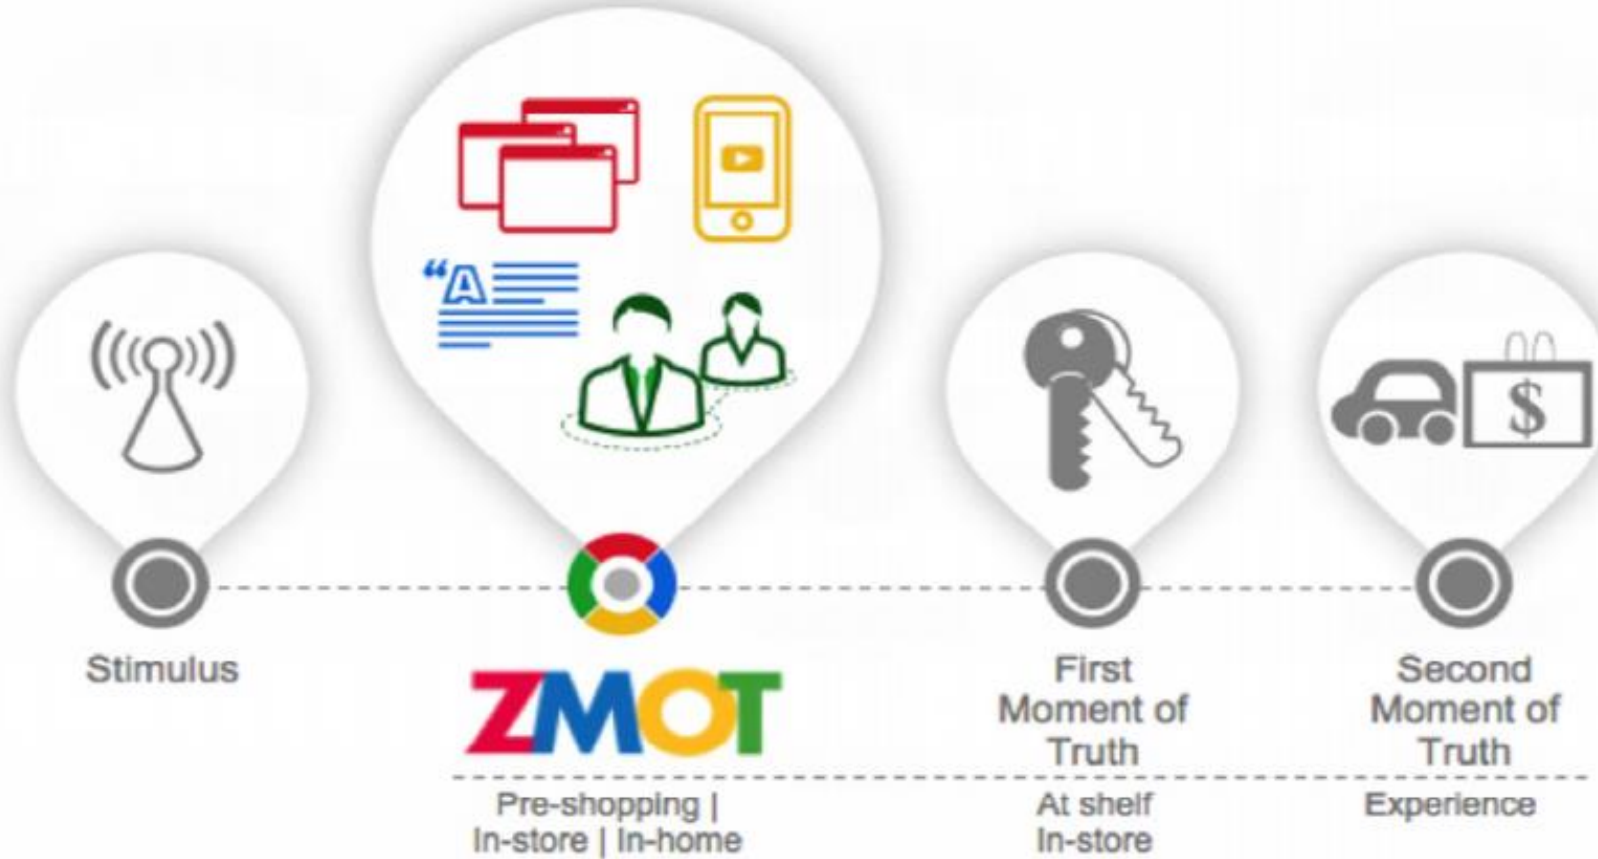 “A
$
Stimulus
ZMOT
Pre-shopping |
In-store | In-home
First
Moment of
Truth
At shelf
In-store
Second
Moment of
Truth
Experience